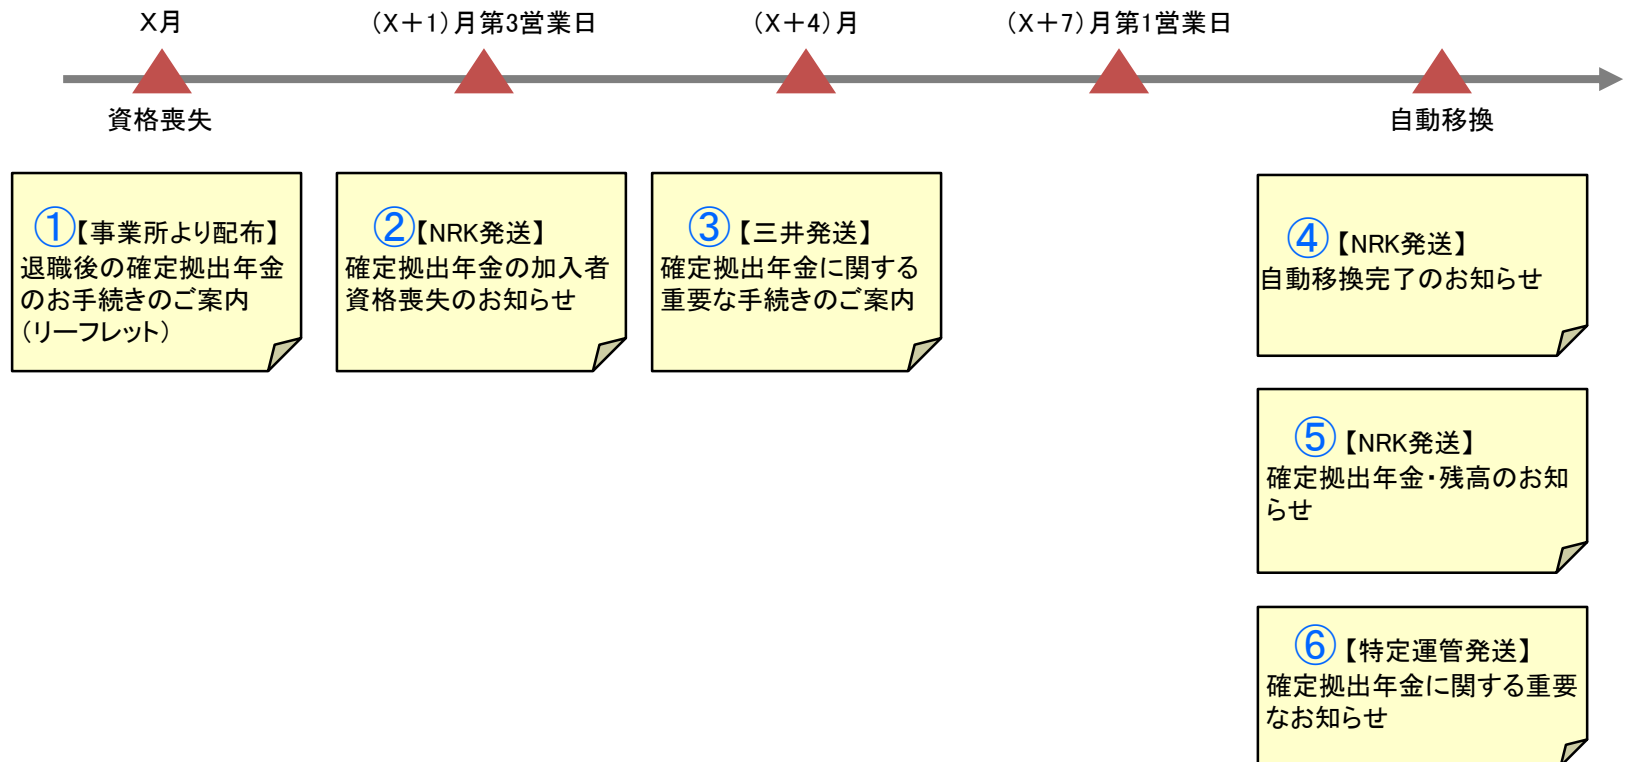 X月
(X+1)月第3営業日
(X+4)月
(X+7)月第1営業日
資格喪失
自動移換
①【事業所より配布】
退職後の確定拠出年金
のお手続きのご案内
(リーフレット)
②【NRK発送】
確定拠出年金の加入者
資格喪失のお知らせ
③【三井発送】
確定拠出年金に関する
重要な手続きのご案内
④【NRK発送】
自動移換完了のお知らせ
⑤【NRK発送】
確定拠出年金・残高のお知
らせ
⑥【特定運管発送】
確定拠出年金に関する重要
なお知らせ